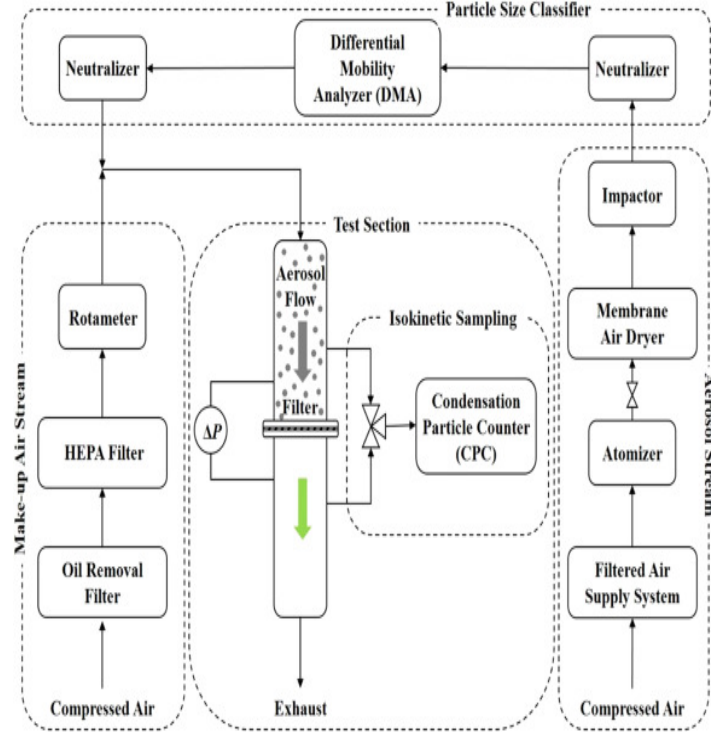 Particle Size Classifier
Neutralizer
Differential
Mobility
Analyzer (DMA)
Neutralizer
Make-up Air Stream
Rotameter
HEPA Filter
Oil Removal
Filter
Compressed Air
Test Section
Aerosol
Flow
Filter
ΔP
Isokinetic Sampling
Condensation
Particle Counter
(CPC)
Exhaust
Aerosol Stream
Impactor
Membrane
Air Dryer
Atomizer
Filtered Air
Supply System
Compressed Air